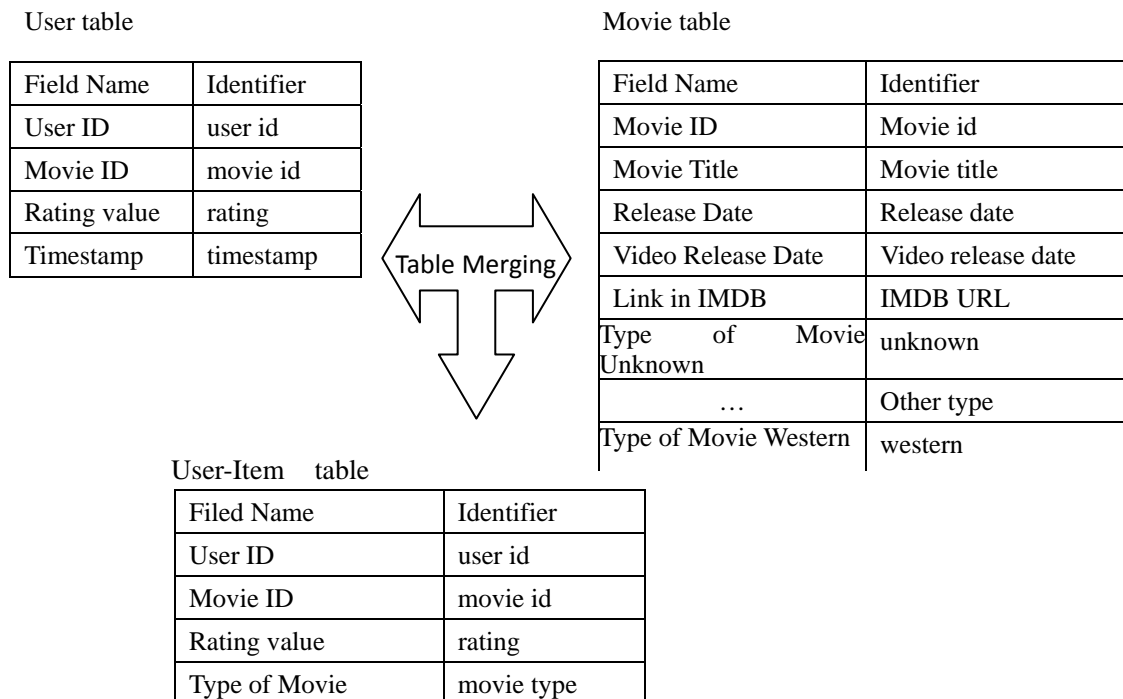 User table
Field Name Identifier
User ID user id
Movie ID movie id
Rating value rating
Timestamp timestamp
Movie table
Field Name Identifier
Movie ID Movie id
Movie Title Movie title
Release Date Release date
Video Release Date Video release date
Link in IMDB IMDB URL
Type of Movie
Unknown unknown
… Other type
Type of Movie Western western
Table Merging
User-Item table
Filed Name Identifier
User ID user id
Movie ID movie id
Rating value rating
Type of Movie movie type